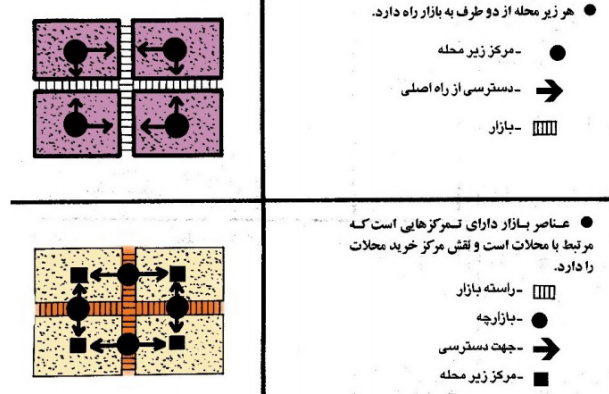 ● هر زیر محله از دو طرف به بازار راه دارد.
-مرکز زیر محله
-دسترسی از راه اصلی
-بازار
● عناصر بازار دارای تمرکزهایی است که
مرتبط با محلات است و نقش مرکز خرید محلات
را دارد.
-راسته بازار
-بازارچه
-جهت دسترسی
-مرکز زیر محله